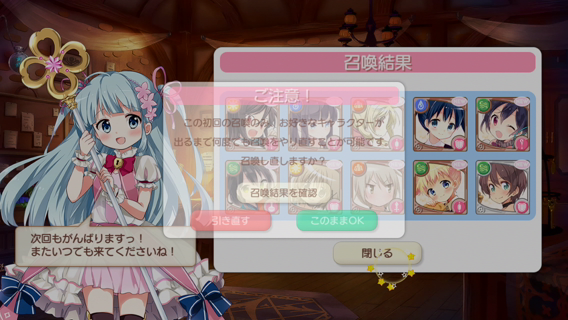 召喚結果
ご注意！
この初回の召喚のみ、お好きなキャラクターが
出るまで何度でも召喚をやり直すことが可能です。
召喚し直しますか？
召喚結果を確認
引き直す
このままOK
次回もがんばりますっ！
またいつでも来てくださいね！
閉じる